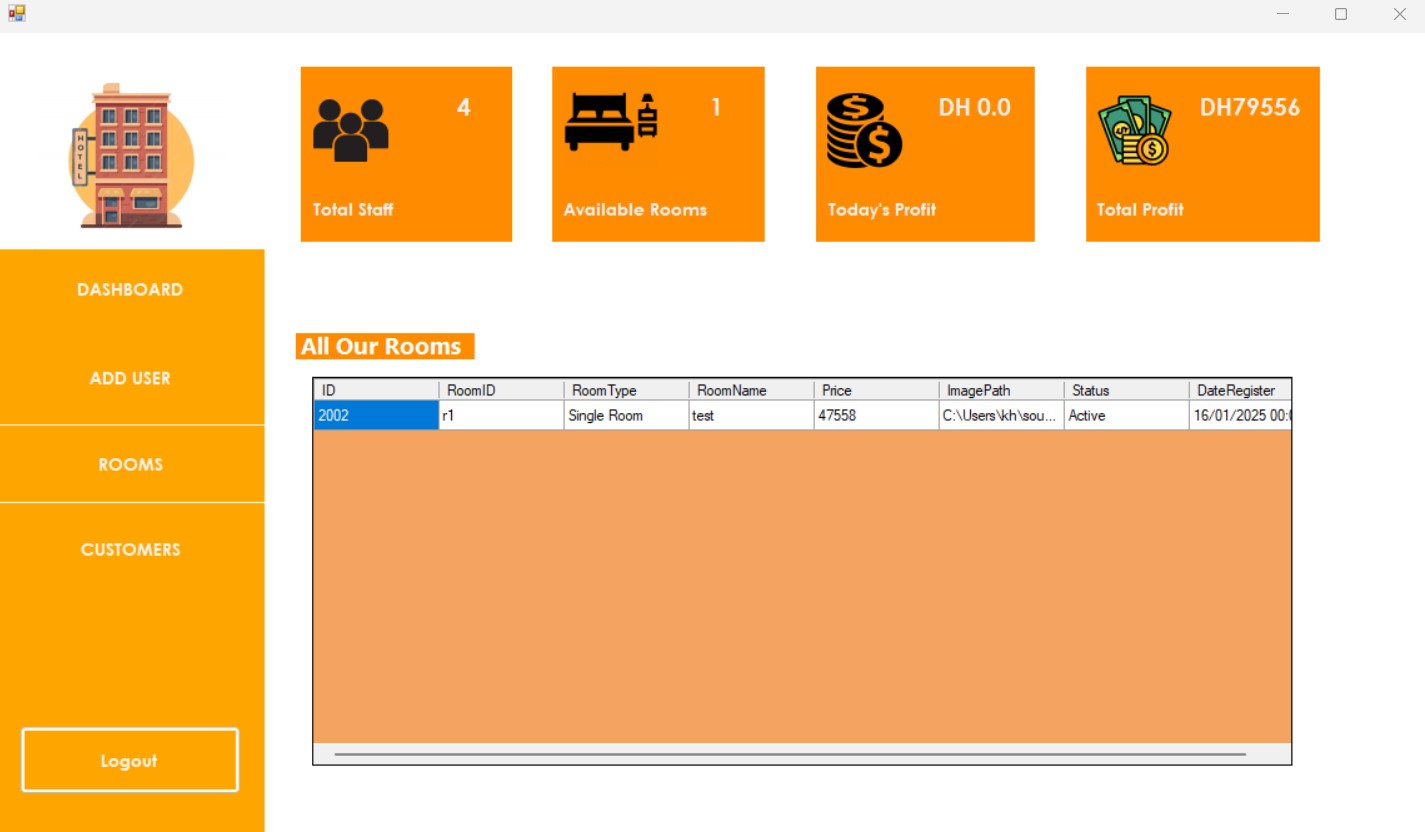 HOTEL
4
Total Staff
1
Available Rooms
DH 0.0
Today's Profit
DH79556
Total Profit
DASHBOARD
ADD USER
ROOMS
CUSTOMERS
Logout
All Our Rooms
ID RoomID RoomType RoomName Price ImagePath Status DateRegister
2002 r1 Single Room test 47558 C:\Users\kh\sou... Active 16/01/2025 00: